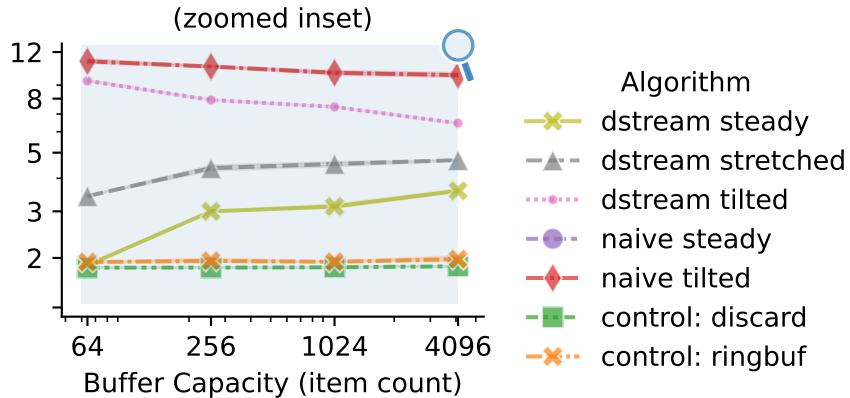 (zoomed inset)
12
8
5
3
2
64
256
1024
4096
Buffer Capacity (item count)
Algorithm
dstream steady
dstream stretched
dstream tilted
naive steady
naive tilted
control: discard
control: ringbuf